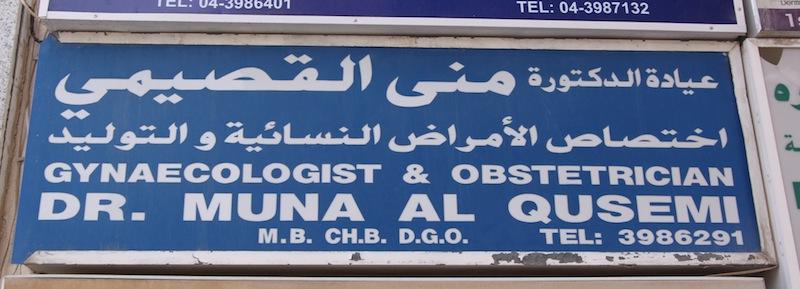 TEL: 04-3986401
TEL: 04-3987132
عيادة الدكتورة منى القصيمي
اختصاص الأمراض النسائية و التوليد
GYNAECOLOGIST & OBSTETRICIAN
DR. MUNA AL QUSEMI
M.B. CH.B. D.G.O.
TEL: 3986291